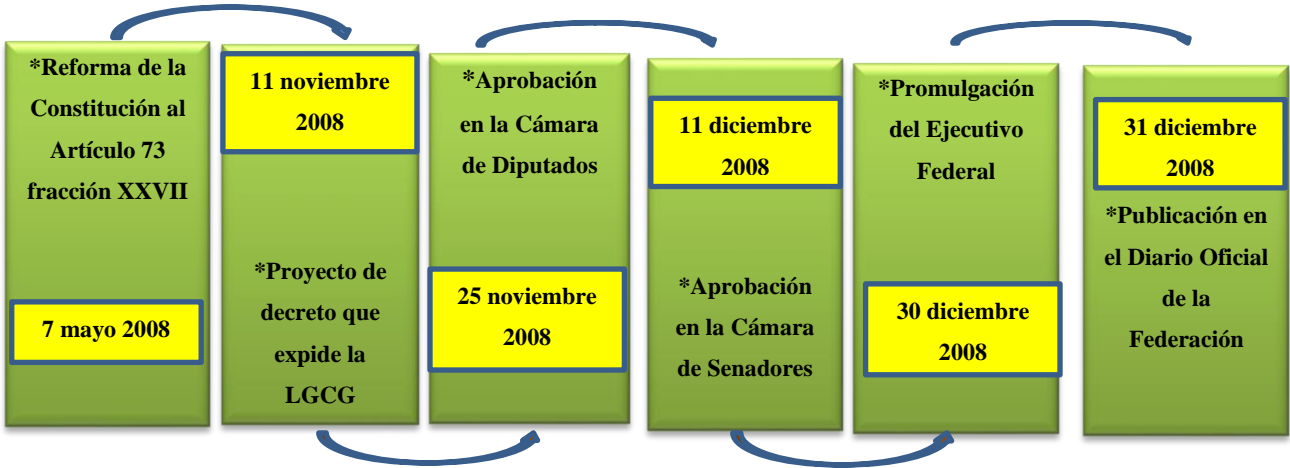 *Reforma de la
Constitución al
Artículo 73
fracción XXVII
7 mayo 2008
11 noviembre
2008
*Proyecto de
decreto que
expide la
LGCG
*Aprobación
en la Cámara
de Diputados
25 noviembre
2008
11 diciembre
2008
*Aprobación
en la Cámara
de Senadores
*Promulgación
del Ejecutivo
Federal
30 diciembre
2008
31 diciembre
2008
*Publicación en
el Diario Oficial
de la
Federación